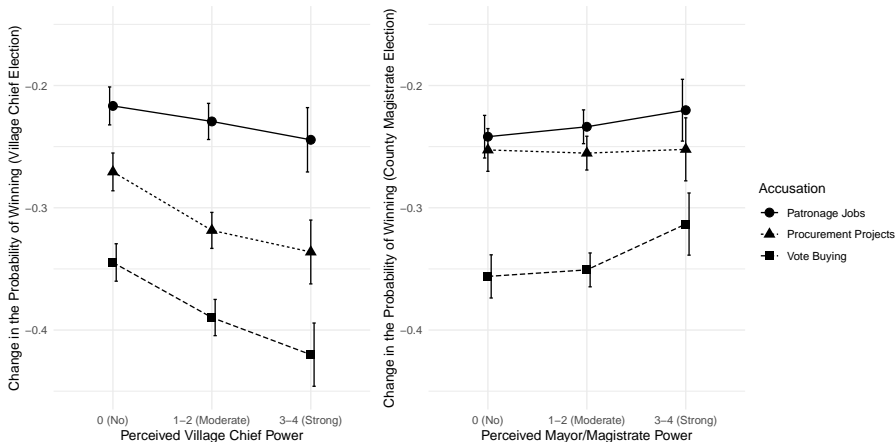 Change in the Probability of Winning (Village Chief Election)
−0.2
−0.3
−0.4
0 (No)
1−2 (Moderate)
3−4 (Strong)
Perceived Village Chief Power
Change in the Probability of Winning (County Magistrate Election)
−0.2
−0.3
−0.4
0 (No)
1−2 (Moderate)
3−4 (Strong)
Perceived Mayor/Magistrate Power
Accusation
Patronage Jobs
Procurement Projects
Vote Buying